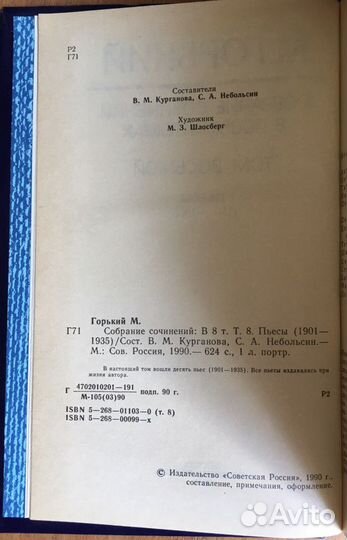 Р2
Г71
Составители
В. М. Курганова, С. А. Небольсин
Художник
М. З. Шлосберг
Горький М.
Г71 Собрание сочинений: В 8 т. Т. 8. Пьесы (1901—
1935)/Сост. В. М. Курганова, С. А. Небольсин.—
М.: Сов. Россия, 1990.— 624 с., 1 л. портр.
В настоящий том вошли десять пьес (1901—1935). Все пьесы издавались при
жизни автора.
Г 4702010201—191 подп. 90 г. Р2
М-105(03)90
ISBN 5—268—01103—0 (т. 8)
ISBN 5—268—00099—х
© Издательство «Советская Россия», 1990 г.,
составление, примечания, оформление.
Avito